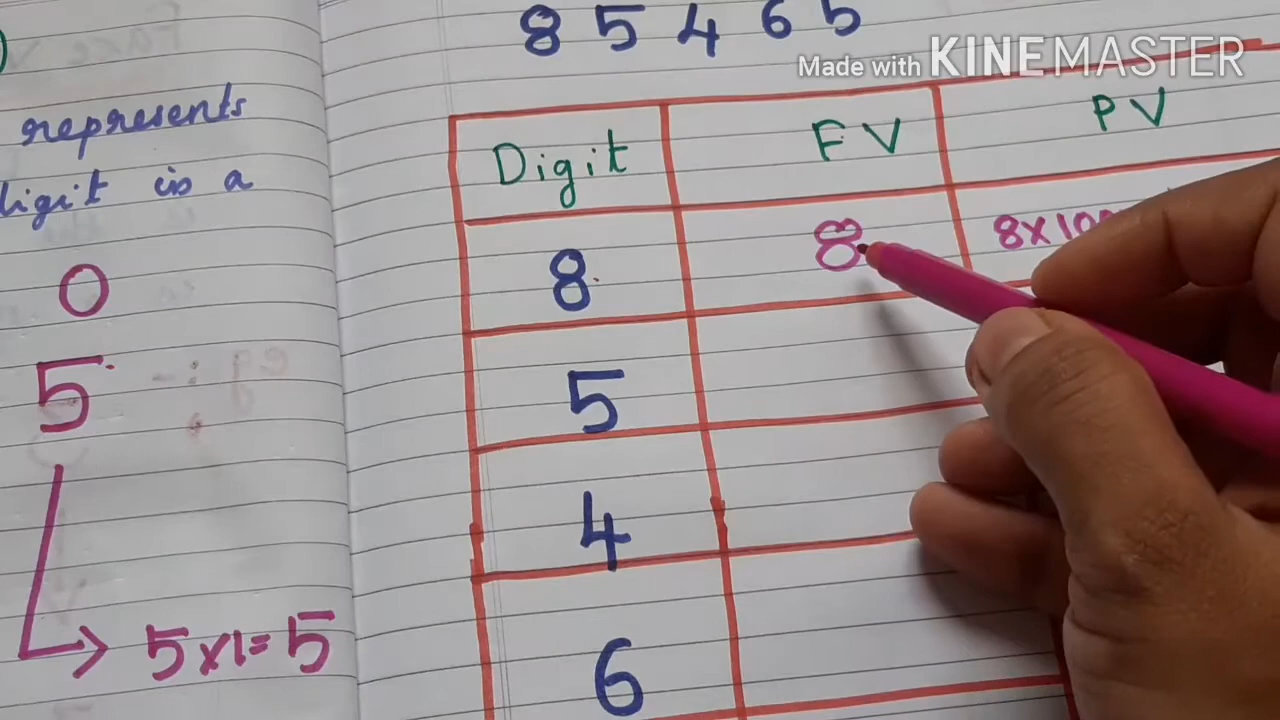 represents
digit is a
0
5
5x1=5
8 5 4 6 5
Made with KINEMASTER
Digit FV PV
8 8 8x10
5
4
6